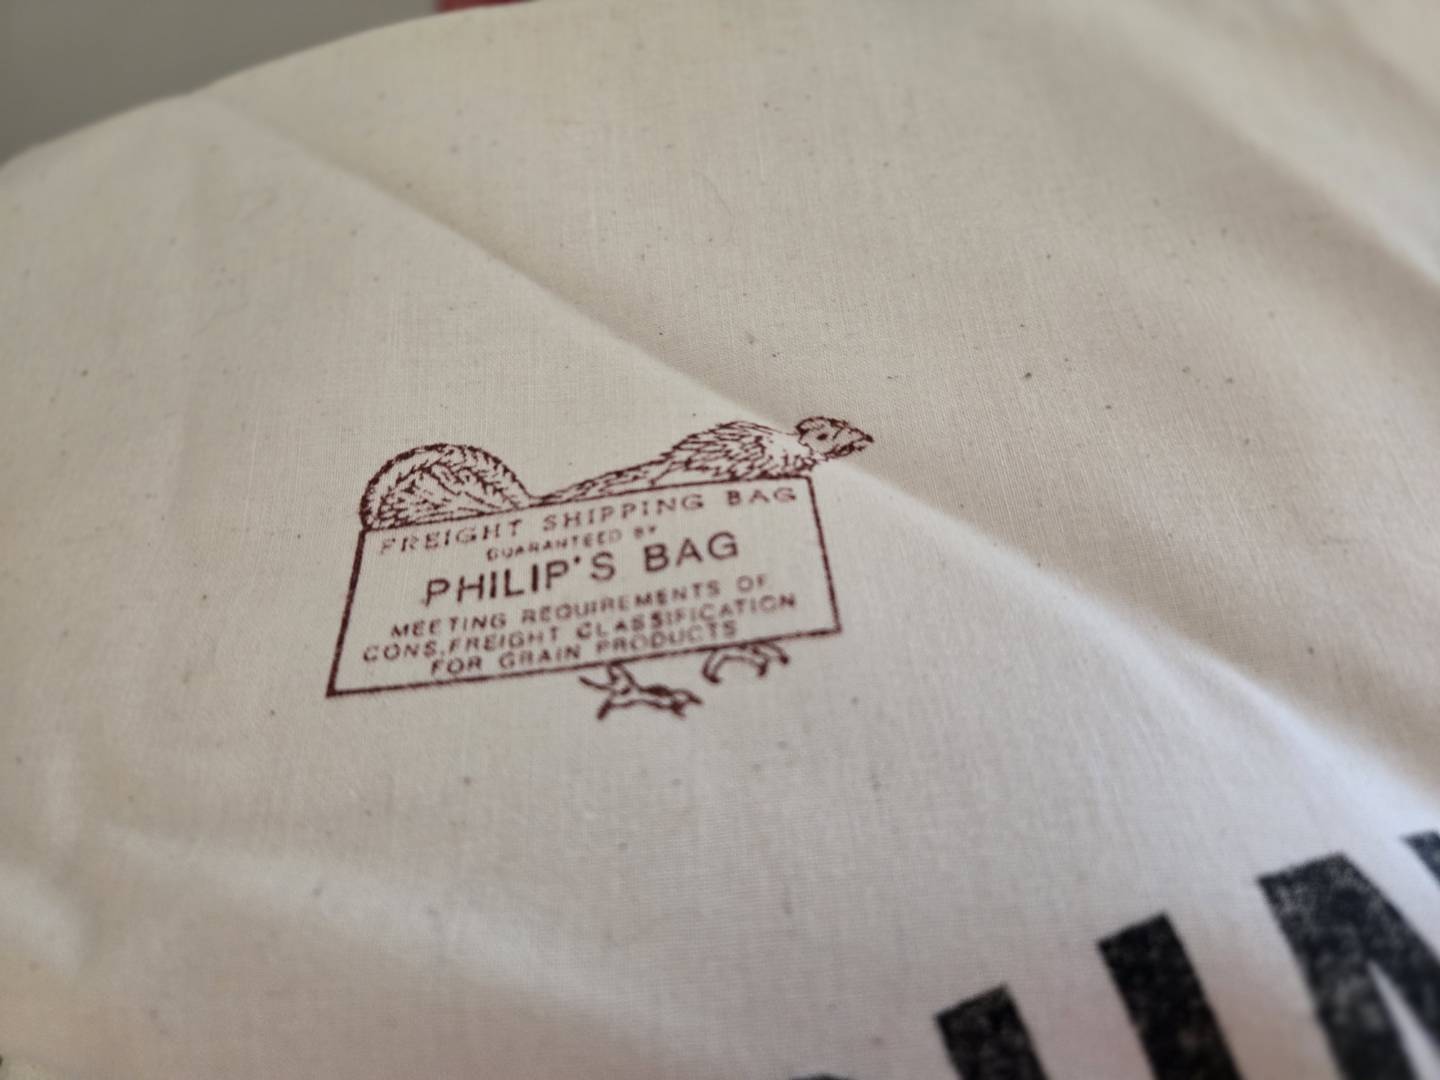 FREIGHT SHIPPING BAG
GUARANTEED BY
PHILIP'S BAG
MEETING REQUIREMENTS OF
CONS.FREIGHT CLASSIFICATION
FOR GRAIN PRODUCTS